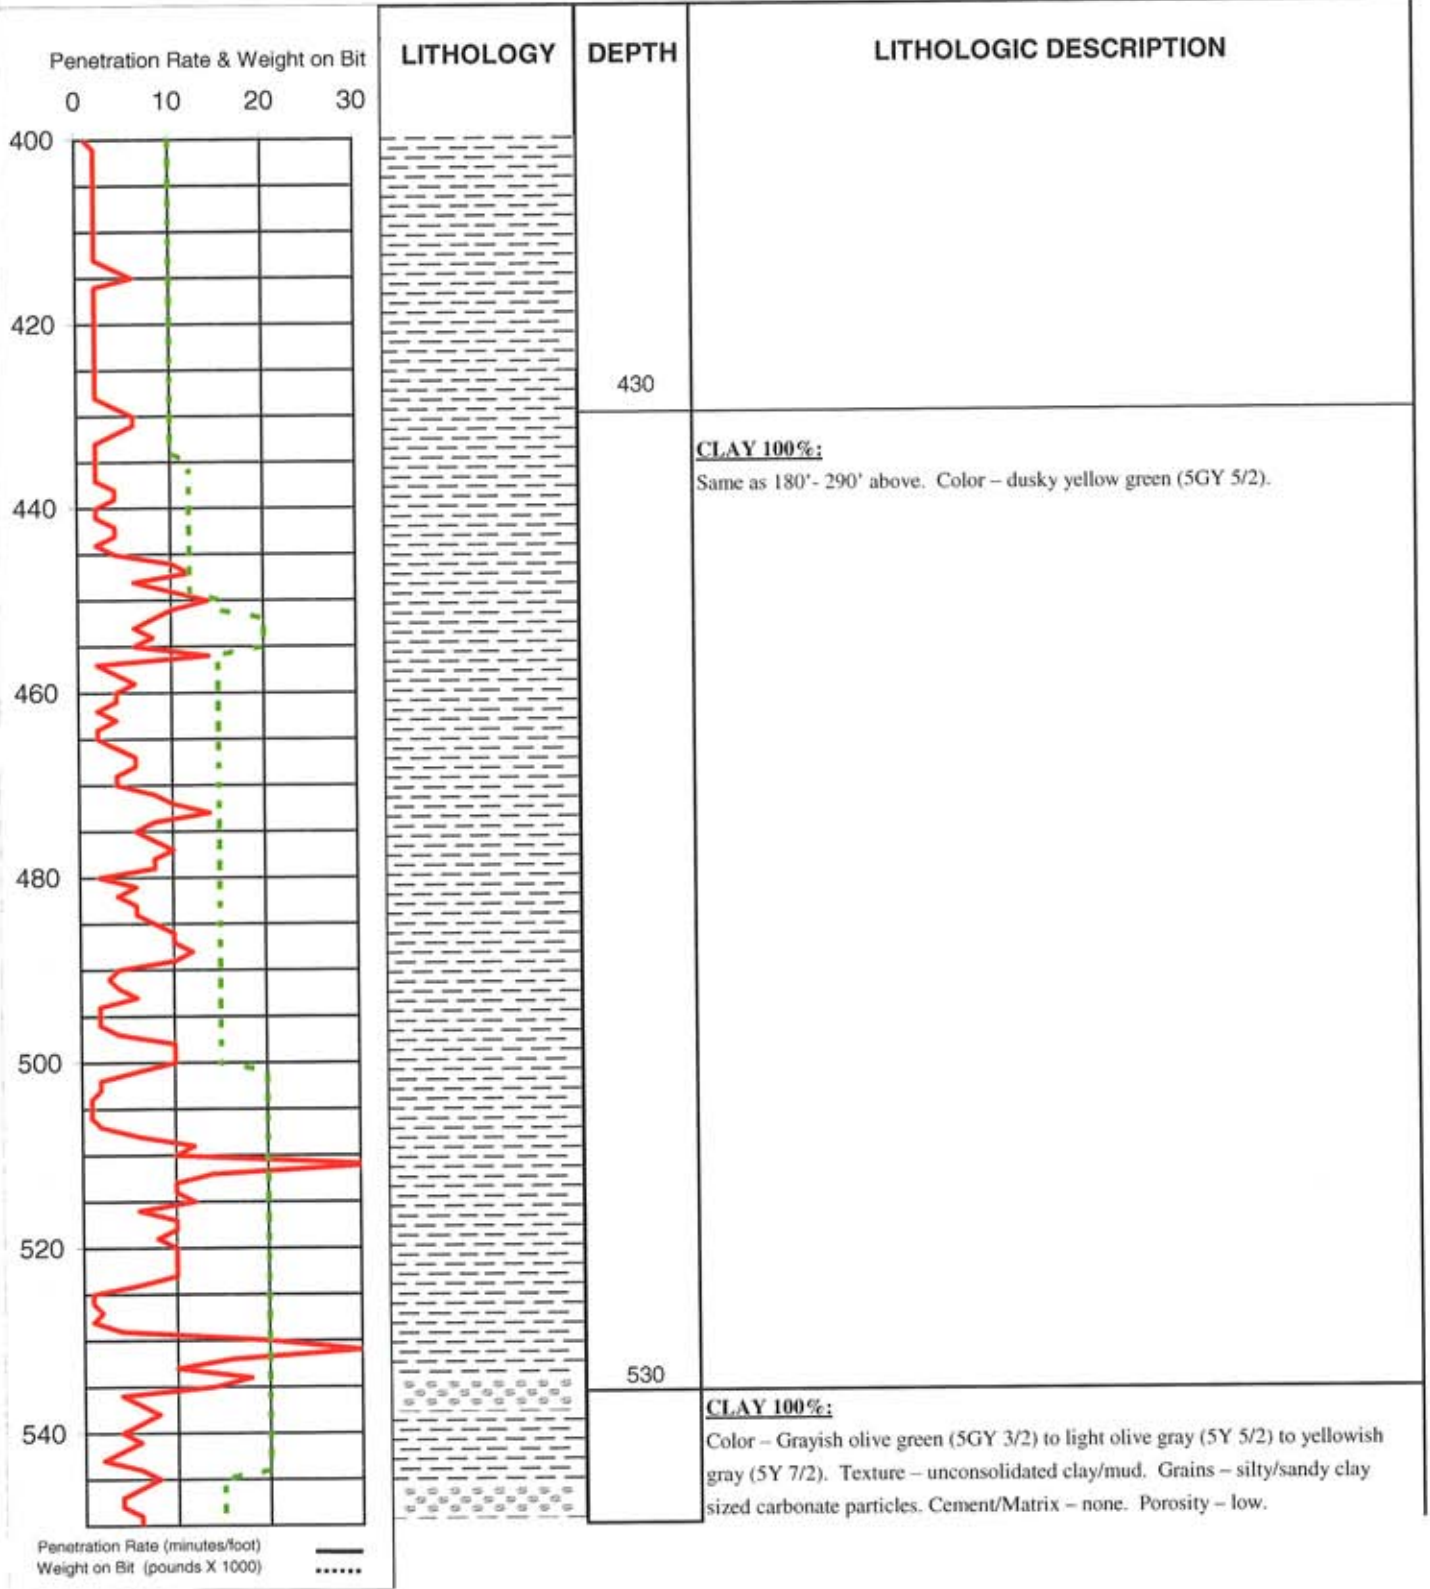 Penetration Rate & Weight on Bit
0 10 20 30
LITHOLOGY
DEPTH
LITHOLOGIC DESCRIPTION
400
420
440
460
480
500
520
540
430
CLAY 100%:
Same as 180'- 290' above. Color – dusky yellow green (5GY 5/2).
530
CLAY 100%:
Color – Grayish olive green (5GY 3/2) to light olive gray (5Y 5/2) to yellowish
gray (5Y 7/2). Texture – unconsolidated clay/mud. Grains – silty/sandy clay
sized carbonate particles. Cement/Matrix – none. Porosity – low.
Penetration Rate (minutes/foot)
Weight on Bit (pounds X 1000)